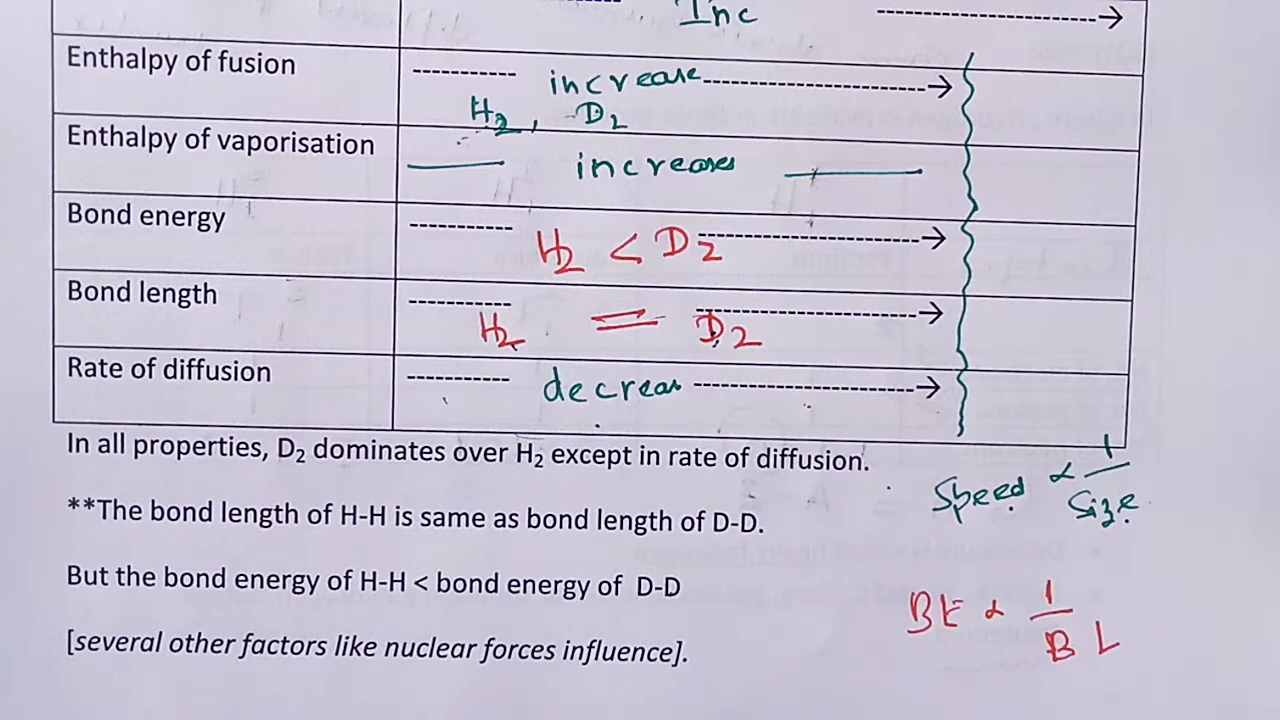 Inc
Enthalpy of fusion increase
H2, D2
Enthalpy of vaporisation increases
Bond energy H2 < D2
Bond length H2 = D2
Rate of diffusion decreas
In all properties, D2 dominates over H2 except in rate of diffusion.
Speed ∝ 1/Size
**The bond length of H-H is same as bond length of D-D.
But the bond energy of H-H < bond energy of D-D
BE ∝ 1/BL
[several other factors like nuclear forces influence].